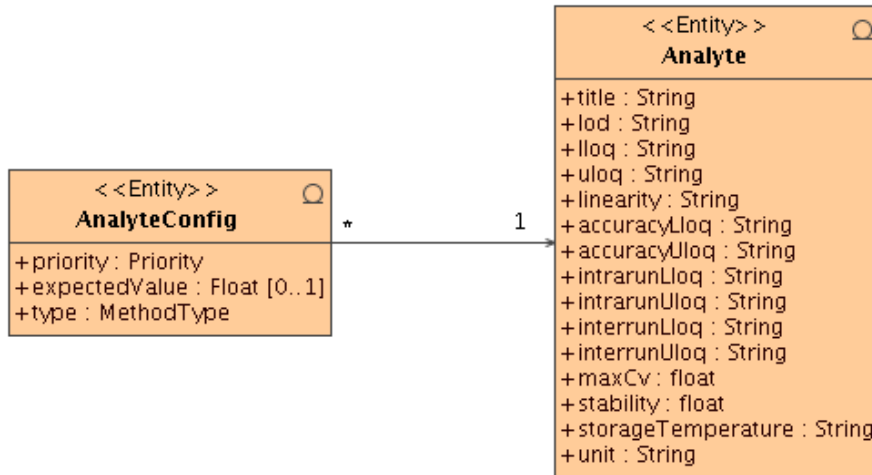 <<Entity>>
AnalyteConfig
+priority : Priority
+expectedValue : Float [0..1]
+type : MethodType
*
1
<<Entity>>
Analyte
+title : String
+lod : String
+lloq : String
+uloq : String
+linearity : String
+accuracyLloq : String
+accuracyUloq : String
+intrarunLloq : String
+intrarunUloq : String
+interrunLloq : String
+interrunUloq : String
+maxCv : float
+stability : float
+storageTemperature : String
+unit : String